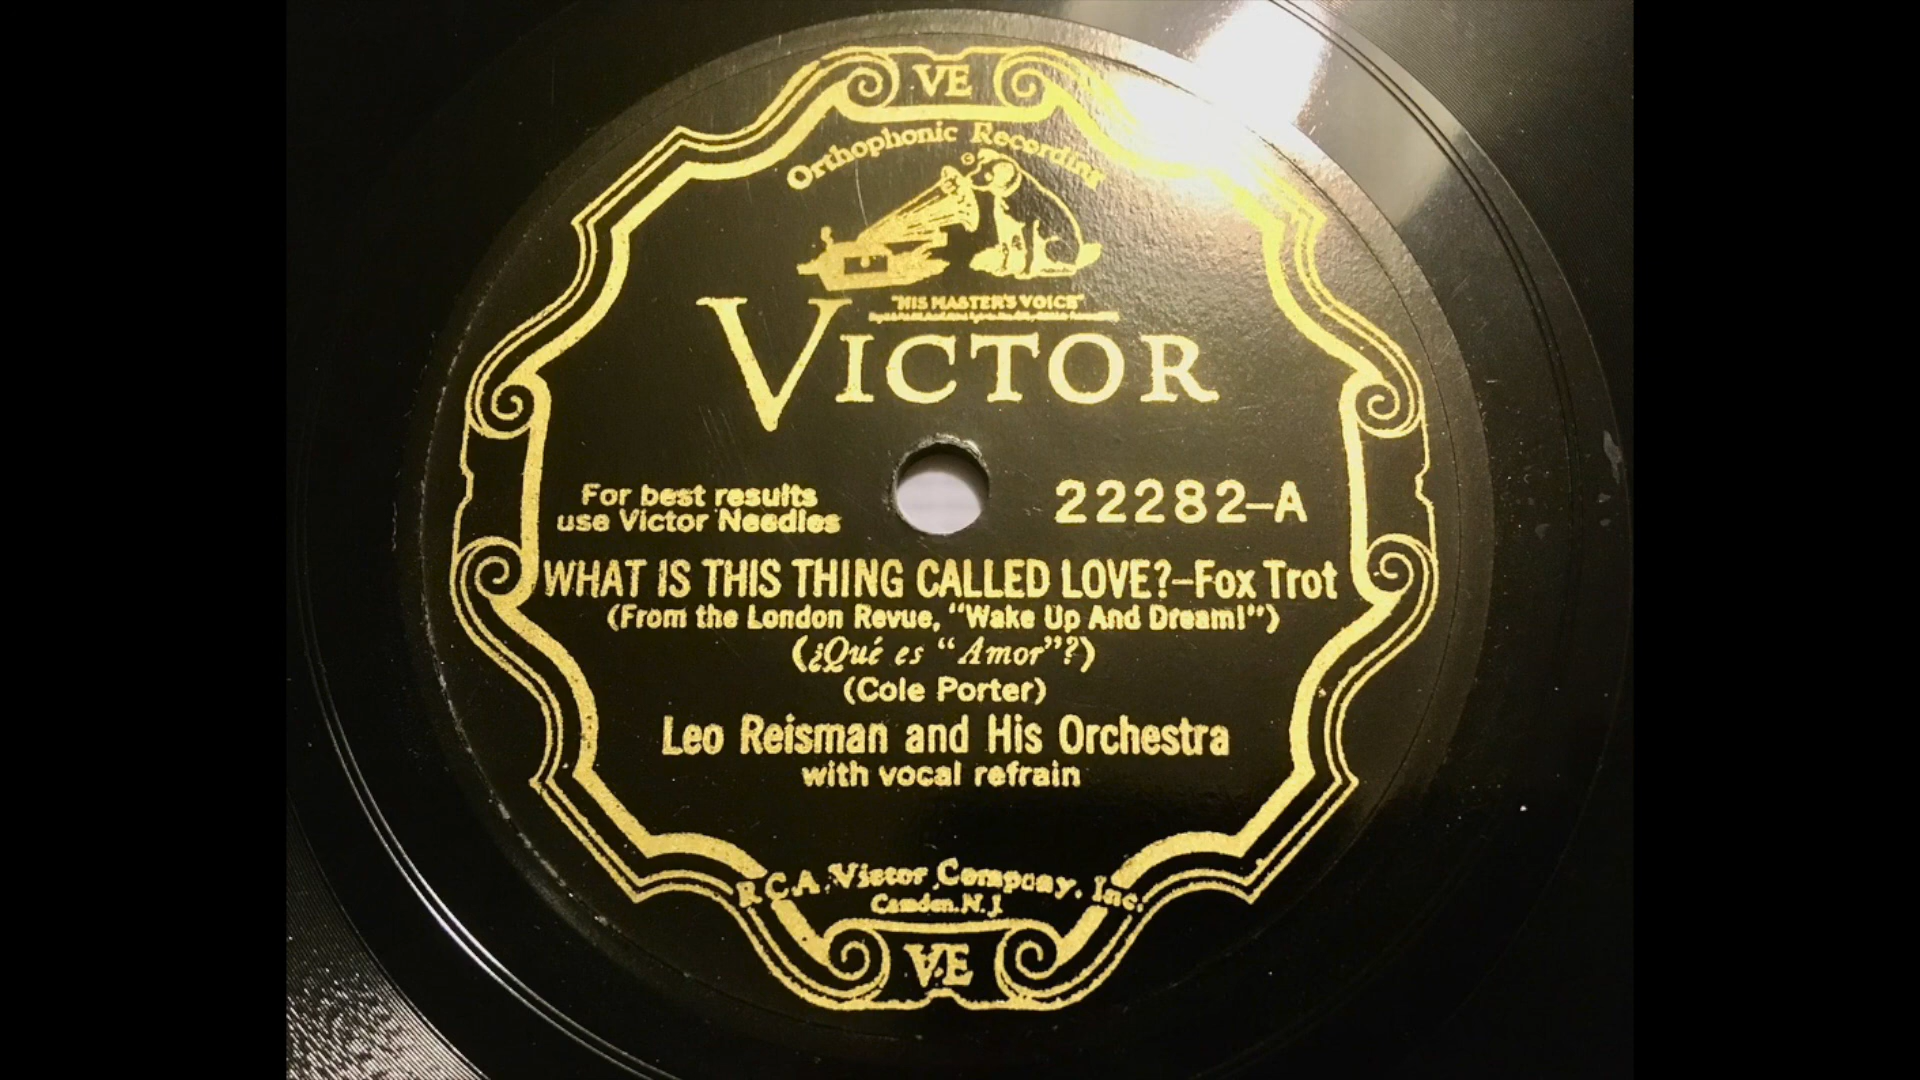 VE
Orthophonic Recording
"HIS MASTER'S VOICE"
VICTOR
For best results
use Victor Needles
22282-A
WHAT IS THIS THING CALLED LOVE?-Fox Trot
(From the London Revue, "Wake Up And Dream!")
(¿Qué es "Amor"?)
(Cole Porter)
Leo Reisman and His Orchestra
with vocal refrain
RCA Victor Company, Inc.
Camden. N. J.
VE